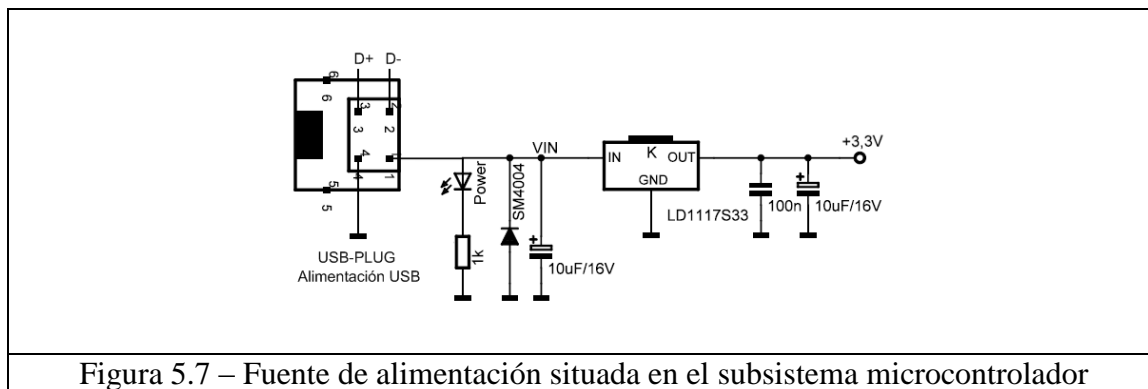 D+ D-
6
6
3 2
3 2
4 1
4 1
5
5
USB-PLUG
Alimentación USB
Power
1k
SM4004
VIN
10uF/16V
IN K OUT
GND
LD1117S33
100n
10uF/16V
+3,3V
Figura 5.7 – Fuente de alimentación situada en el subsistema microcontrolador